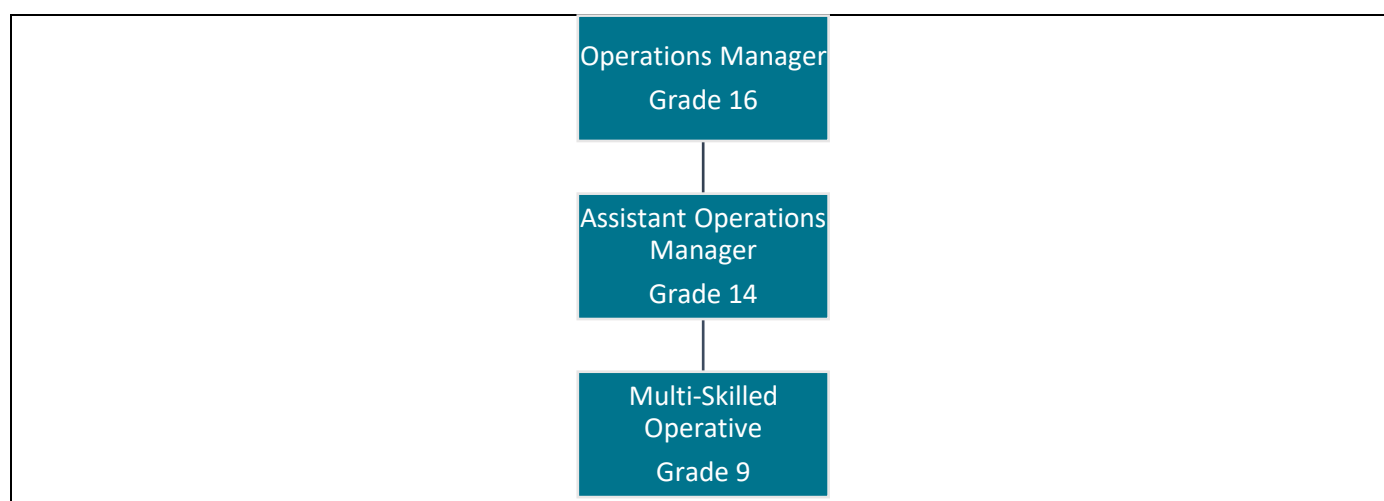 Operations Manager
Grade 16
Assistant Operations
Manager
Grade 14
Multi-Skilled
Operative
Grade 9